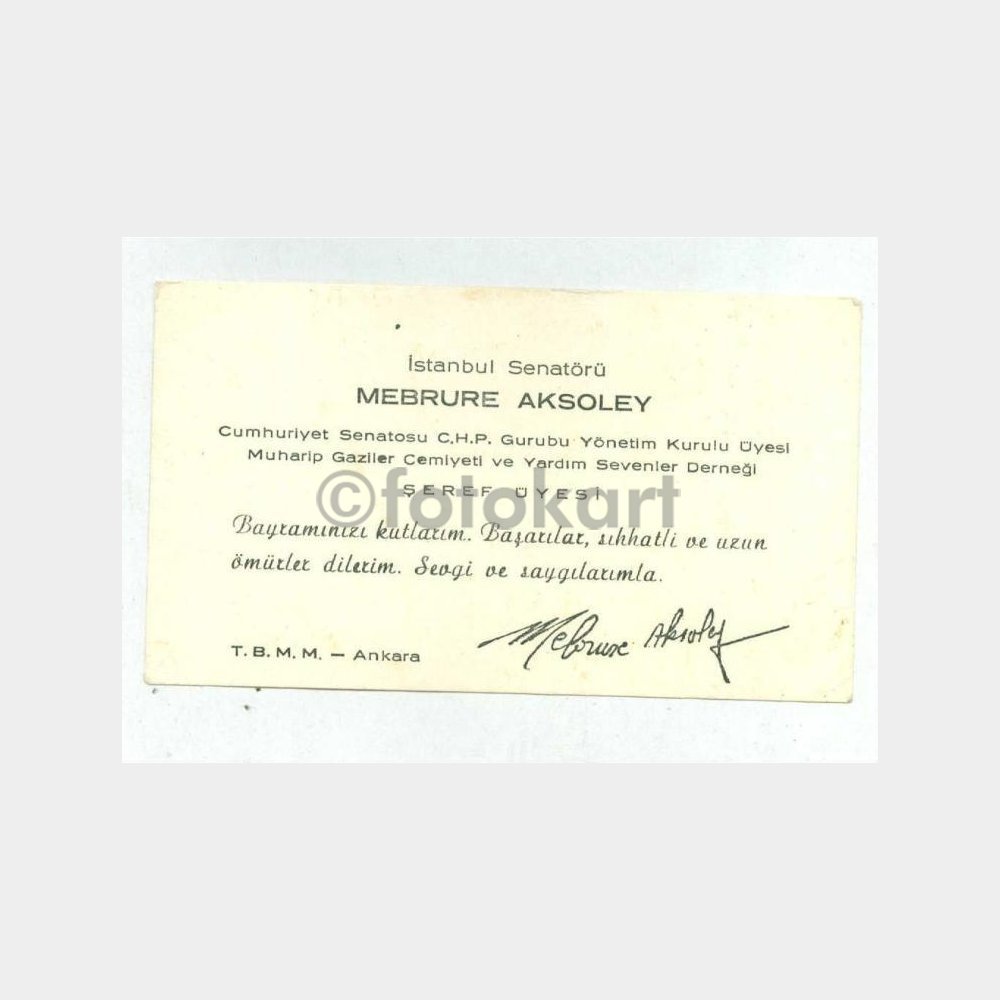 İstanbul Senatörü
MEBRURE AKSOLEY
Cumhuriyet Senatosu C.H.P. Gurubu Yönetim Kurulu Üyesi
Muharip Gaziler Cemiyeti ve Yardım Sevenler Derneği
ŞEREF ÜYESİ
©fotokart
Bayramınızı kutlarım. Başarılar, sıhhatli ve uzun
ömürler dilerim. Sevgi ve saygılarımla.
Mebrure Aksoley
T. B. M. M. — Ankara